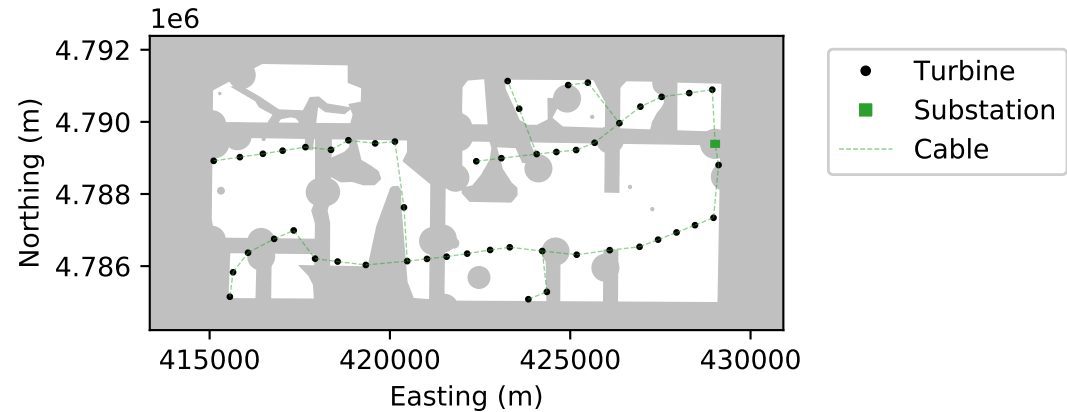 1e6
4.792
4.790
4.788
4.786
Northing (m)
415000 420000 425000 430000
Easting (m)
Turbine
Substation
Cable